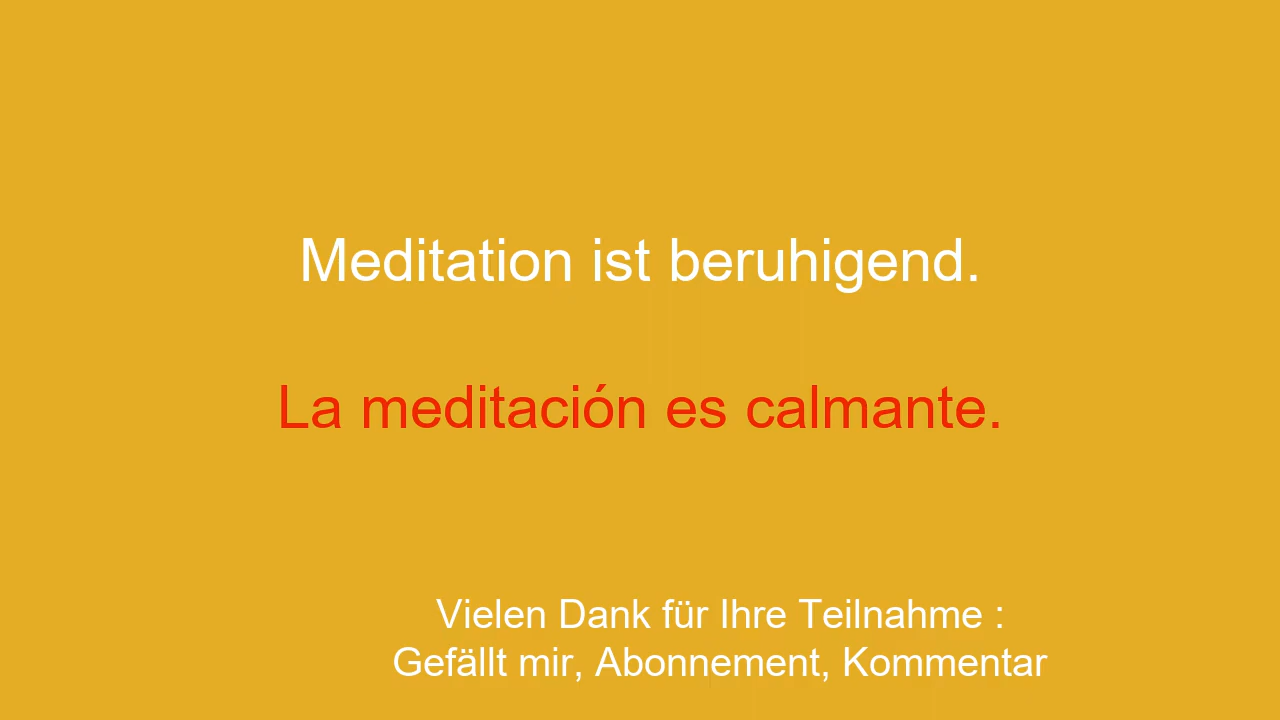 Meditation ist beruhigend.
La meditación es calmante.
Vielen Dank für Ihre Teilnahme :
Gefällt mir, Abonnement, Kommentar